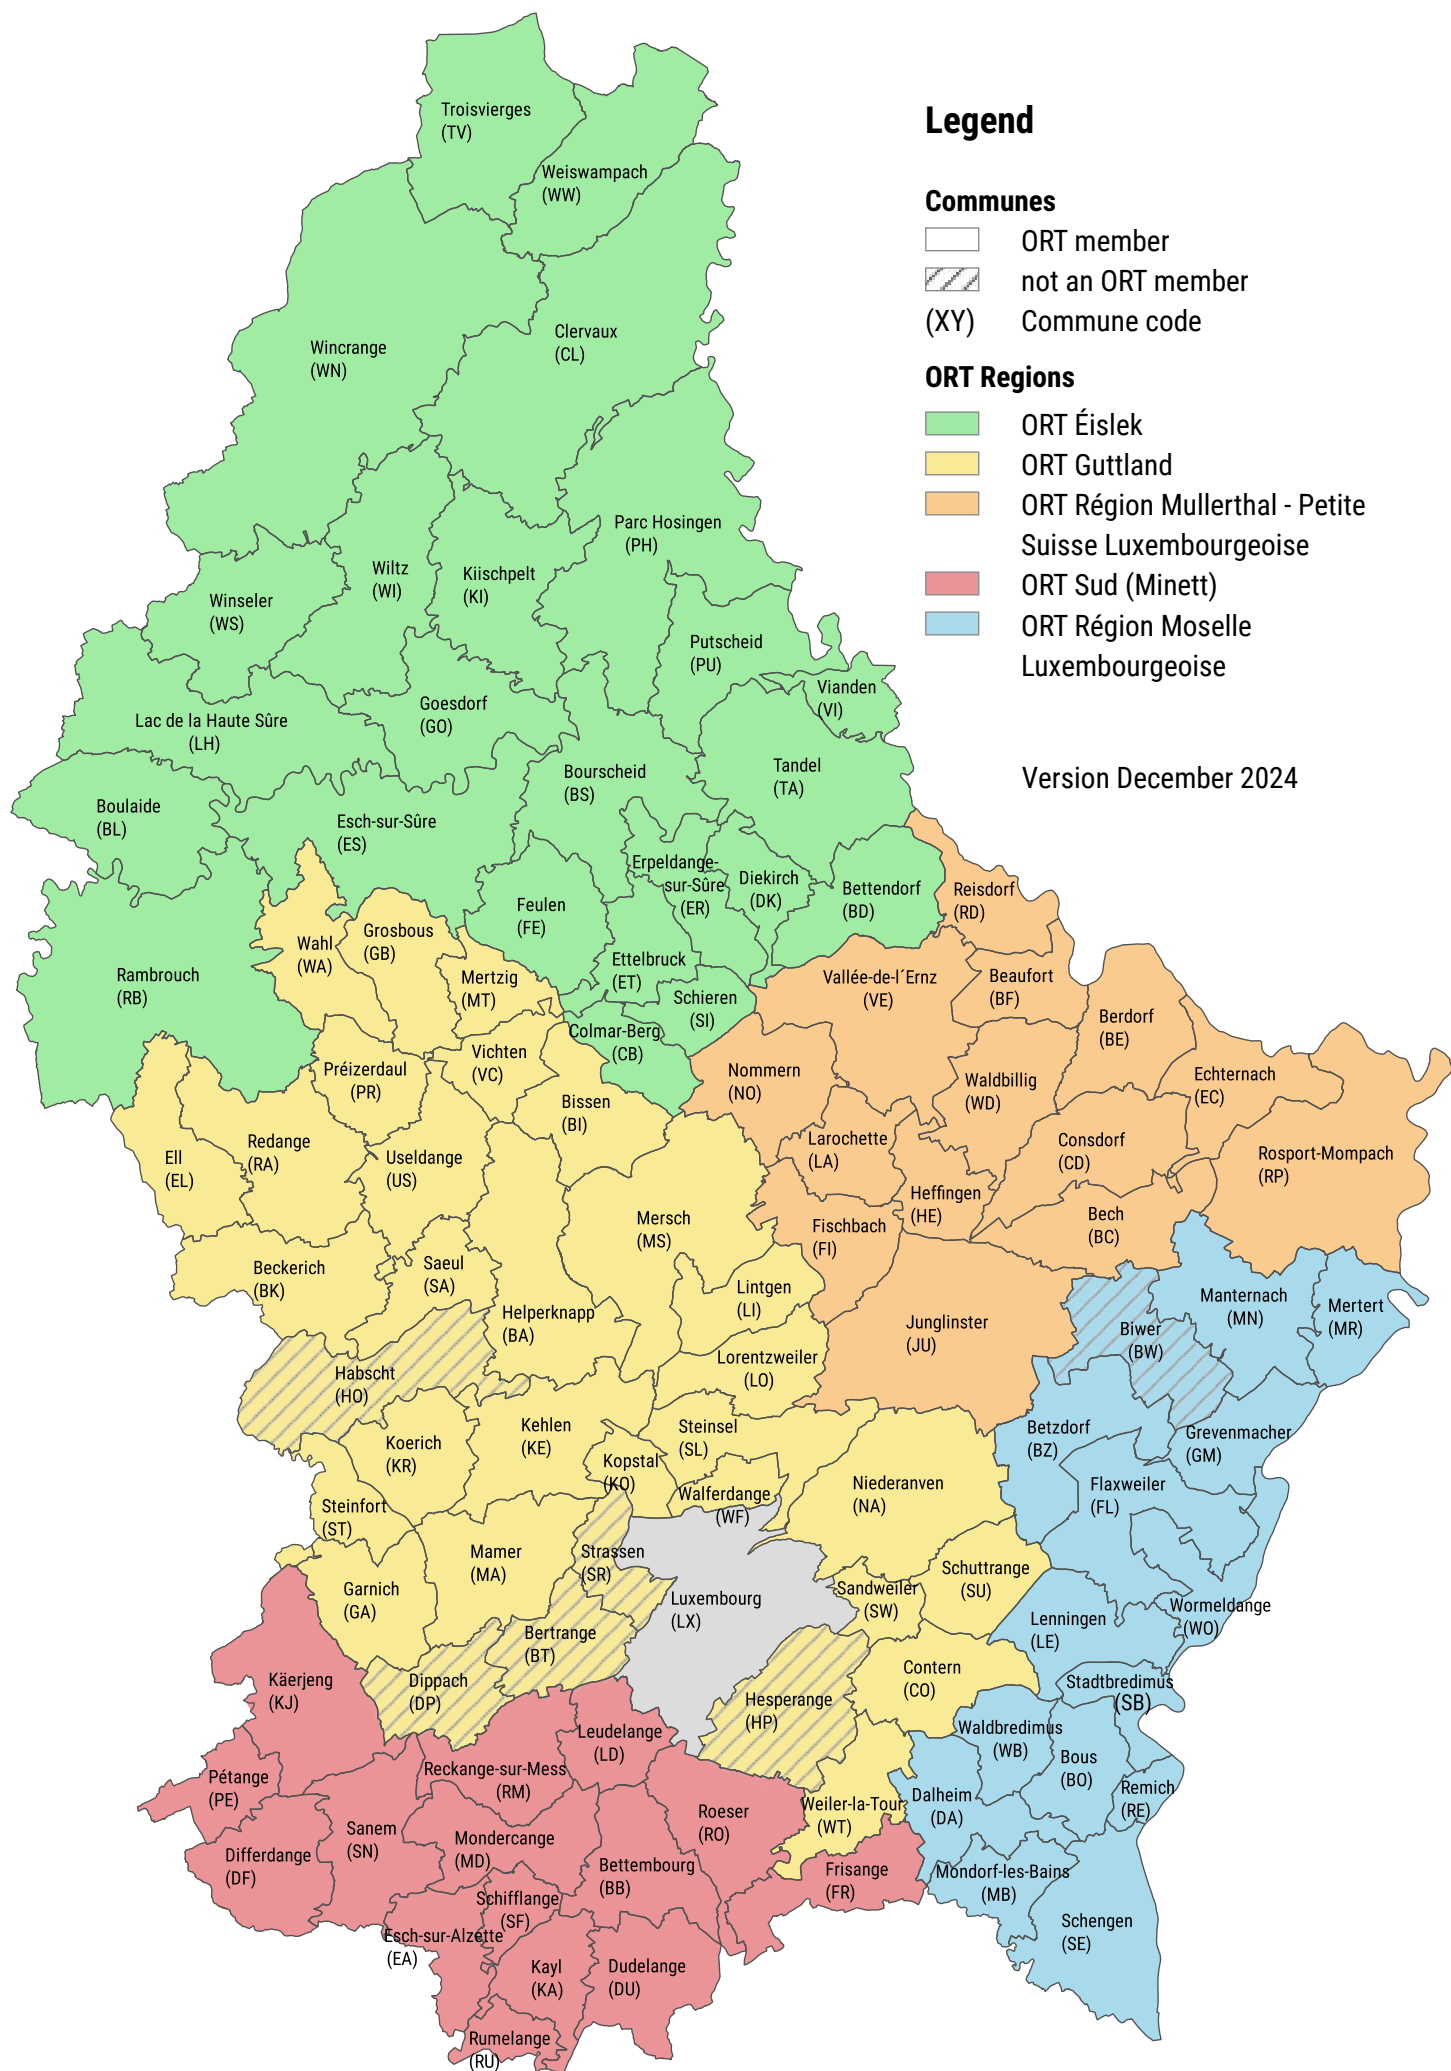 Legend
Communes
ORT member
not an ORT member
(XY) Commune code
ORT Regions
ORT Éislek
ORT Guttland
ORT Région Mullerthal - Petite
Suisse Luxembourgeoise
ORT Sud (Minett)
ORT Région Moselle
Luxembourgeoise
Version December 2024
Troisvierges
(TV)
Weiswampach
(WW)
Wincrange
(WN)
Clervaux
(CL)
Parc Hosingen
(PH)
Wiltz
(WI)
Kiischpelt
(KI)
Winseler
(WS)
Putscheid
(PU)
Vianden
(VI)
Lac de la Haute Sûre
(LH)
Goesdorf
(GO)
Bourscheid
(BS)
Tandel
(TA)
Boulaide
(BL)
Esch-sur-Sûre
(ES)
Erpeldange-
sur-Sûre
(ER)
Diekirch
(DK)
Bettendorf
(BD)
Reisdorf
(RD)
Feulen
(FE)
Wahl
(WA)
Grosbous
(GB)
Mertzig
(MT)
Ettelbruck
(ET)
Rambrouch
(RB)
Schieren
(SI)
Vallée-de-l´Ernz
(VE)
Beaufort
(BF)
Berdorf
(BE)
Colmar-Berg
(CB)
Préizerdaul
(PR)
Vichten
(VC)
Nommern
(NO)
Waldbillig
(WD)
Echternach
(EC)
Bissen
(BI)
Ell
(EL)
Redange
(RA)
Useldange
(US)
Larochette
(LA)
Consdorf
(CD)
Rosport-Mompach
(RP)
Heffingen
(HE)
Mersch
(MS)
Fischbach
(FI)
Bech
(BC)
Beckerich
(BK)
Saeul
(SA)
Lintgen
(LI)
Helperknapp
(BA)
Junglinster
(JU)
Manternach
(MN)
Mertert
(MR)
Biwer
(BW)
Habscht
(HO)
Lorentzweiler
(LO)
Koerich
(KR)
Kehlen
(KE)
Steinsel
(SL)
Betzdorf
(BZ)
Grevenmacher
(GM)
Kopstal
(KO)
Walferdange
(WF)
Niederanven
(NA)
Flaxweiler
(FL)
Steinfort
(ST)
Mamer
(MA)
Strassen
(SR)
Garnich
(GA)
Luxembourg
(LX)
Sandweiler
(SW)
Schuttrange
(SU)
Lenningen
(LE)
Wormeldange
(WO)
Bertrange
(BT)
Dippach
(DP)
Käerjeng
(KJ)
Hesperange
(HP)
Contern
(CO)
Stadtbredimus
(SB)
Leudelange
(LD)
Waldbredimus
(WB)
Bous
(BO)
Reckange-sur-Mess
(RM)
Pétange
(PE)
Remich
(RE)
Dalheim
(DA)
Weiler-la-Tour
(WT)
Roeser
(RO)
Sanem
(SN)
Mondercange
(MD)
Differdange
(DF)
Bettembourg
(BB)
Frisange
(FR)
Mondorf-les-Bains
(MB)
Schifflange
(SF)
Schengen
(SE)
Esch-sur-Alzette
(EA)
Kayl
(KA)
Dudelange
(DU)
Rumelange
(RU)